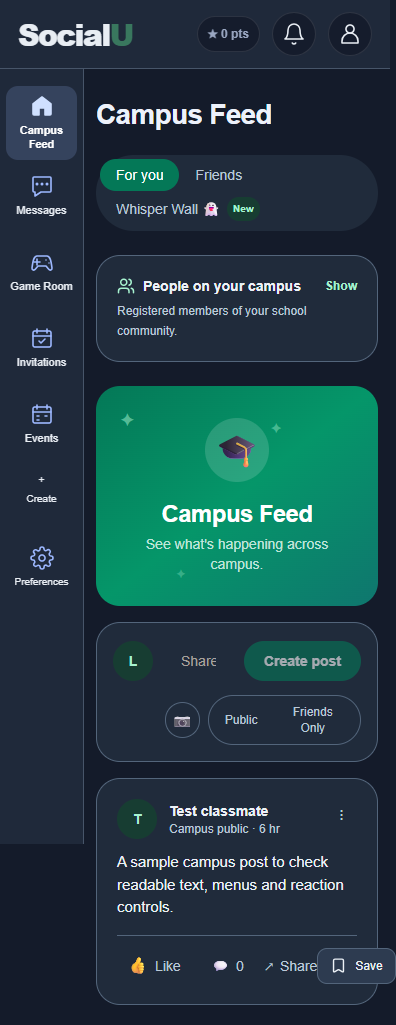 SocialU
★ 0 pts
Campus
Feed
Messages
Game Room
Invitations
Events
+
Create
Preferences
Campus Feed
For you
Friends
Whisper Wall 👻
New
People on your campus
Show
Registered members of your school
community.
Campus Feed
See what's happening across
campus.
L
Share
Create post
Public
Friends
Only
T
Test classmate
Campus public · 6 hr
A sample campus post to check
readable text, menus and reaction
controls.
👍 Like
💬 0
↗ Share
Save